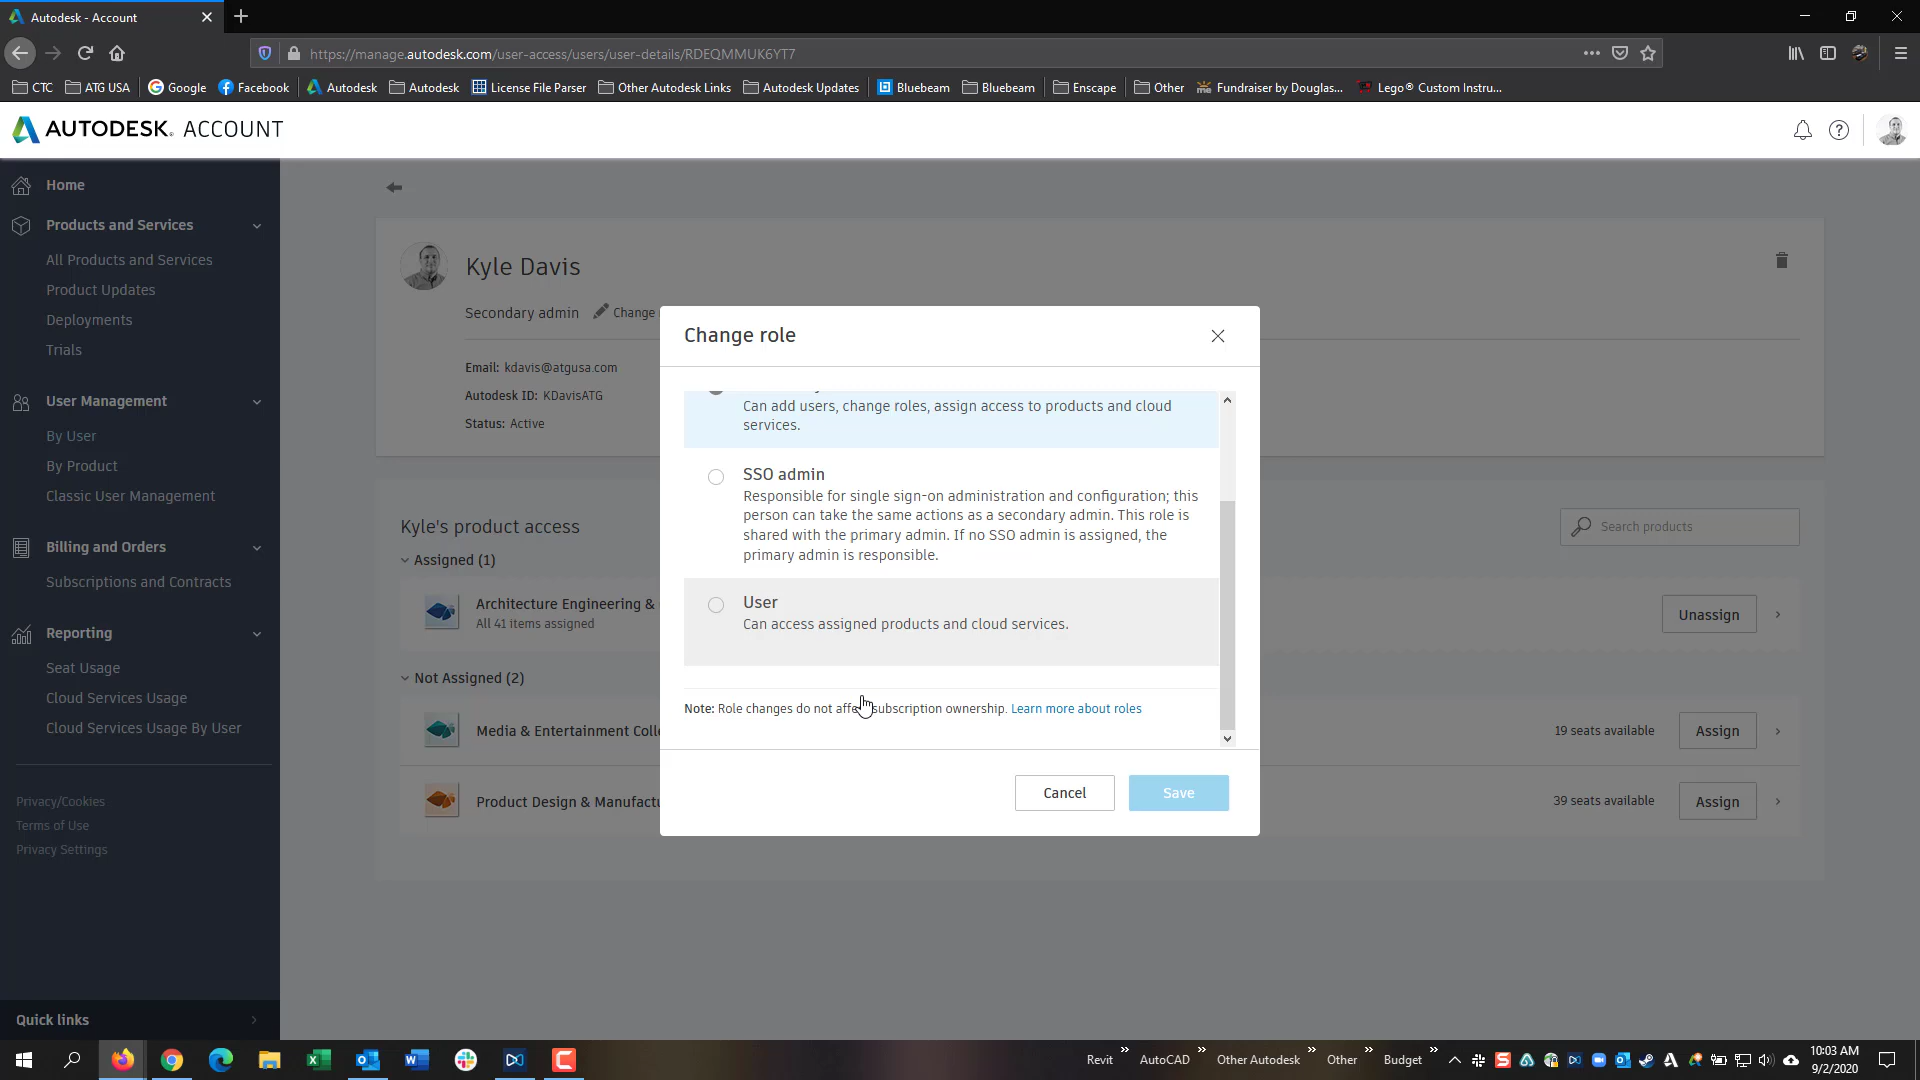 Autodesk - Account
https://manage.autodesk.com/user-access/users/user-details/RDEQMMUK6YT7
CTC
ATG USA
Google
Facebook
Autodesk
Autodesk
License File Parser
Other Autodesk Links
Autodesk Updates
Bluebeam
Bluebeam
Enscape
Other
Fundraiser by Douglas...
Lego® Custom Instru...
AUTODESK. ACCOUNT
Home
Products and Services
All Products and Services
Product Updates
Deployments
Trials
User Management
By User
By Product
Classic User Management
Billing and Orders
Subscriptions and Contracts
Reporting
Seat Usage
Cloud Services Usage
Cloud Services Usage By User
Privacy/Cookies
Terms of Use
Privacy Settings
Quick links
Kyle Davis
Secondary admin
Change
Email: kdavis@atgusa.com
Autodesk ID: KDavisATG
Status: Active
Kyle's product access
Search products
Assigned (1)
Architecture Engineering &
All 41 items assigned
Unassign
Not Assigned (2)
Media & Entertainment Colle
19 seats available
Assign
Product Design & Manufactu
39 seats available
Assign
Change role
Can add users, change roles, assign access to products and cloud
services.
SSO admin
Responsible for single sign-on administration and configuration; this
person can take the same actions as a secondary admin. This role is
shared with the primary admin. If no SSO admin is assigned, the
primary admin is responsible.
User
Can access assigned products and cloud services.
Note: Role changes do not affe subscription ownership. Learn more about roles
Cancel
Save
Revit
AutoCAD
Other Autodesk
Other
Budget
10:03 AM
9/2/2020